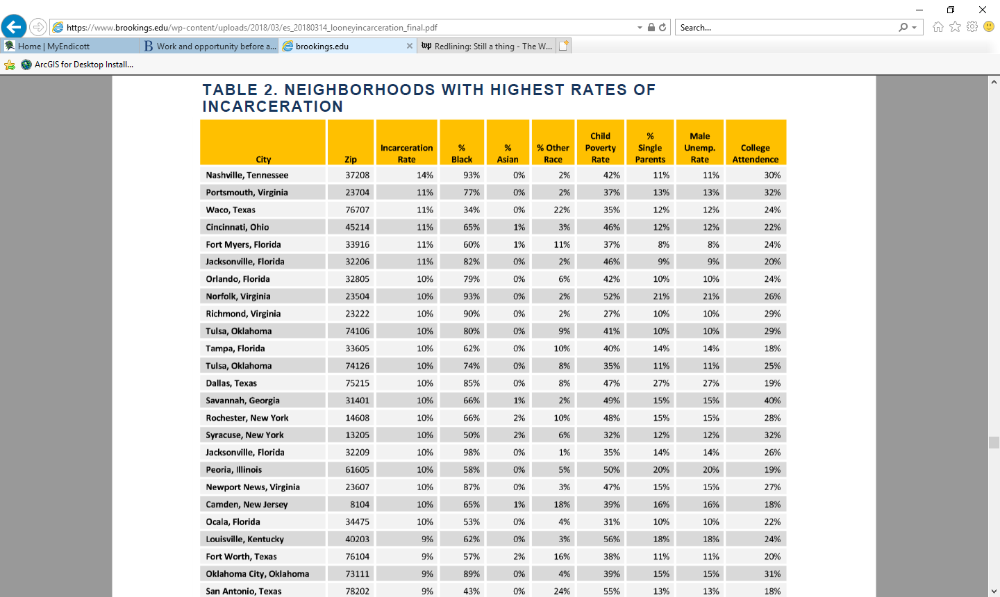 https://www.brookings.edu/wp-content/uploads/2018/03/es_20180314_looneyincarceration_final.pdf Search...
Home | MyEndicott B Work and opportunity before a... brookings.edu wp Redlining: Still a thing - The W...
ArcGIS for Desktop Install...
TABLE 2. NEIGHBORHOODS WITH HIGHEST RATES OF
INCARCERATION
City Zip Incarceration Rate % Black % Asian % Other Race Child Poverty Rate % Single Parents Male Unemp. Rate College Attendence
Nashville, Tennessee 37208 14% 93% 0% 2% 42% 11% 11% 30%
Portsmouth, Virginia 23704 11% 77% 0% 2% 37% 13% 13% 32%
Waco, Texas 76707 11% 34% 0% 22% 35% 12% 12% 24%
Cincinnati, Ohio 45214 11% 65% 1% 3% 46% 12% 12% 22%
Fort Myers, Florida 33916 11% 60% 1% 11% 37% 8% 8% 24%
Jacksonville, Florida 32206 11% 82% 0% 2% 46% 9% 9% 20%
Orlando, Florida 32805 10% 79% 0% 6% 42% 10% 10% 24%
Norfolk, Virginia 23504 10% 93% 0% 2% 52% 21% 21% 26%
Richmond, Virginia 23222 10% 90% 0% 2% 27% 10% 10% 29%
Tulsa, Oklahoma 74106 10% 80% 0% 9% 41% 10% 10% 29%
Tampa, Florida 33605 10% 62% 0% 10% 40% 14% 14% 18%
Tulsa, Oklahoma 74126 10% 74% 0% 8% 35% 11% 11% 25%
Dallas, Texas 75215 10% 85% 0% 8% 47% 27% 27% 19%
Savannah, Georgia 31401 10% 66% 1% 2% 49% 15% 15% 40%
Rochester, New York 14608 10% 66% 2% 10% 48% 15% 15% 28%
Syracuse, New York 13205 10% 50% 2% 6% 32% 12% 12% 32%
Jacksonville, Florida 32209 10% 98% 0% 1% 35% 14% 14% 26%
Peoria, Illinois 61605 10% 58% 0% 5% 50% 20% 20% 19%
Newport News, Virginia 23607 10% 87% 0% 3% 47% 15% 15% 27%
Camden, New Jersey 8104 10% 65% 1% 18% 39% 16% 16% 18%
Ocala, Florida 34475 10% 53% 0% 4% 31% 10% 10% 22%
Louisville, Kentucky 40203 9% 62% 0% 3% 56% 18% 18% 24%
Fort Worth, Texas 76104 9% 57% 2% 16% 38% 11% 11% 20%
Oklahoma City, Oklahoma 73111 9% 89% 0% 4% 39% 15% 15% 31%
San Antonio, Texas 78202 9% 43% 0% 24% 55% 13% 13% 18%